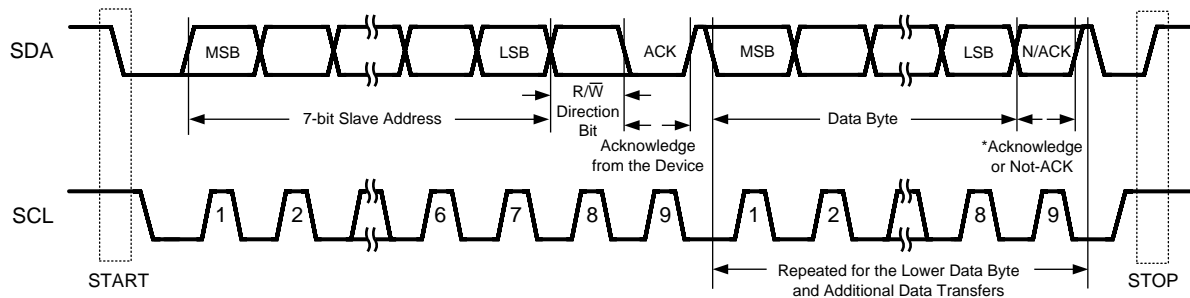 SDA
MSB
LSB
ACK
MSB
LSB
N/ACK
R/W̅
Direction
Bit
7-bit Slave Address
Data Byte
Acknowledge
from the Device
*Acknowledge
or Not-ACK
SCL
1
2
6
7
8
9
1
2
8
9
START
Repeated for the Lower Data Byte
and Additional Data Transfers
STOP